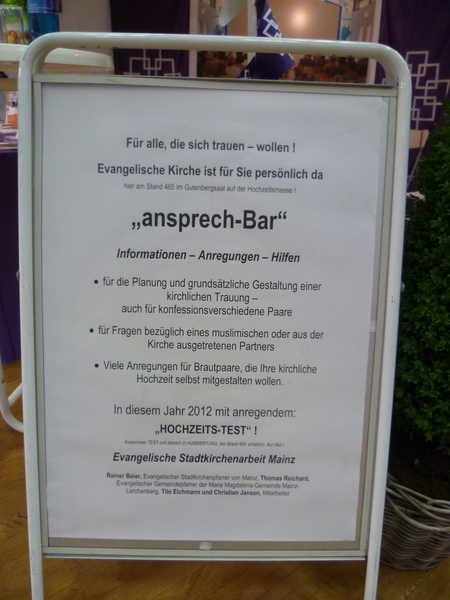 Für alle, die sich trauen – wollen !
Evangelische Kirche ist für Sie persönlich da
hier am Stand 465 im Gutenbergsaal auf der Hochzeitsmesse !
„ansprech-Bar“
Informationen – Anregungen – Hilfen
• für die Planung und grundsätzliche Gestaltung einer
kirchlichen Trauung –
auch für konfessionsverschiedene Paare
• für Fragen bezüglich eines muslimischen oder aus der
Kirche ausgetretenen Partners
• Viele Anregungen für Brautpaare, die Ihre kirchliche
Hochzeit selbst mitgestalten wollen.
In diesem Jahr 2012 mit anregendem:
„HOCHZEITS-TEST“ !
Kostenloser TEST und danach (!) AUSWERTUNG. Am Stand 465 erhältlich. Nur Mut !
Evangelische Stadtkirchenarbeit Mainz
Rainer Beier, Evangelischer Stadtkirchenpfarrer von Mainz, Thomas Reichard,
Evangelischer Gemeindepfarrer der Maria Magdalena-Gemeinde Mainz-
Lerchenberg, Tilo Eichmann und Christian Jansen, Mitarbeiter